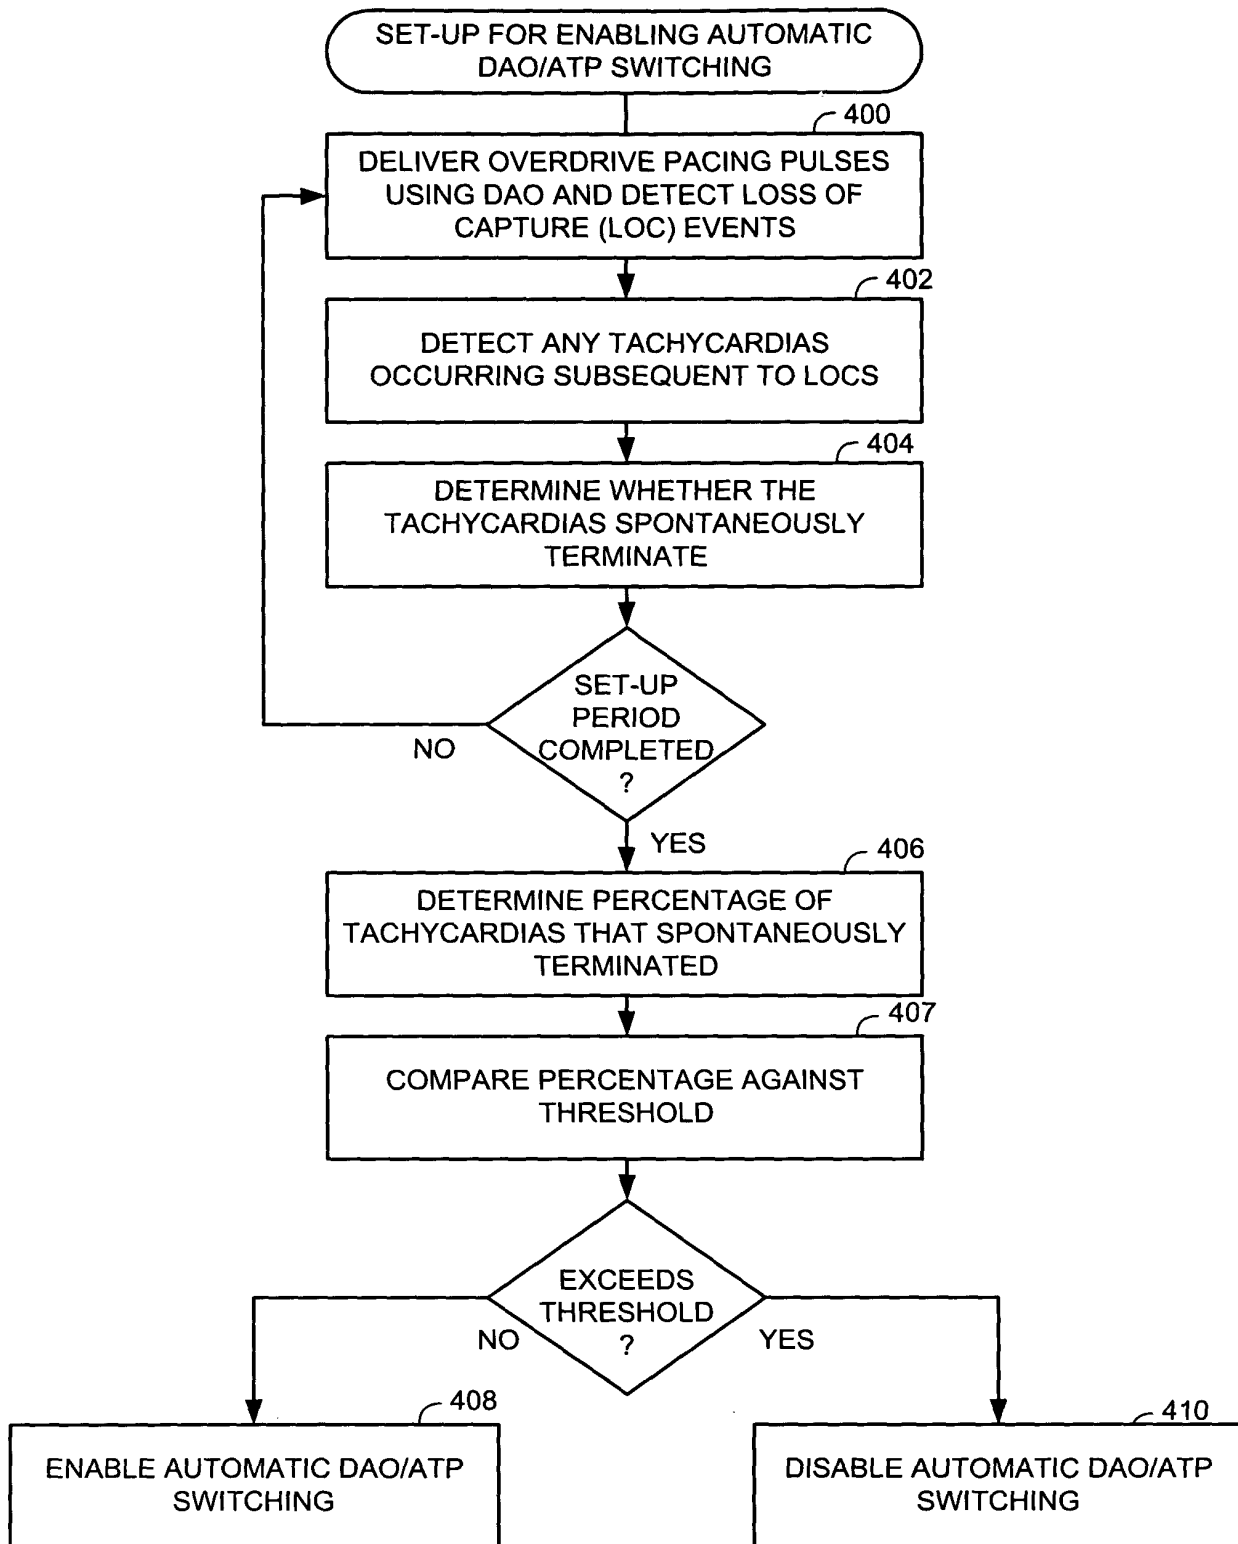 SET-UP FOR ENABLING AUTOMATIC
DAO/ATP SWITCHING
400
DELIVER OVERDRIVE PACING PULSES
USING DAO AND DETECT LOSS OF
CAPTURE (LOC) EVENTS
402
DETECT ANY TACHYCARDIAS
OCCURRING SUBSEQUENT TO LOCS
404
DETERMINE WHETHER THE
TACHYCARDIAS SPONTANEOUSLY
TERMINATE
SET-UP
PERIOD
COMPLETED
?
NO
YES
406
DETERMINE PERCENTAGE OF
TACHYCARDIAS THAT SPONTANEOUSLY
TERMINATED
407
COMPARE PERCENTAGE AGAINST
THRESHOLD
EXCEEDS
THRESHOLD
?
NO
YES
408
ENABLE AUTOMATIC DAO/ATP
SWITCHING
410
DISABLE AUTOMATIC DAO/ATP
SWITCHING